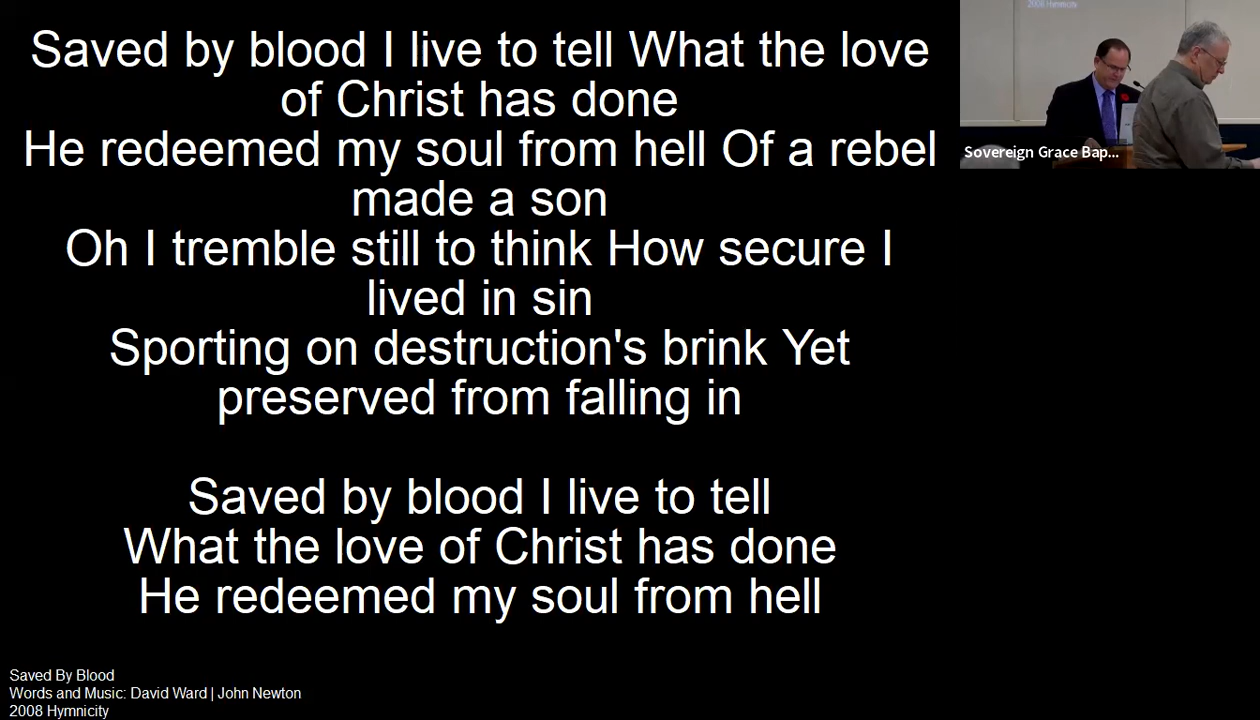 Saved by blood I live to tell What the love
of Christ has done
He redeemed my soul from hell Of a rebel
made a son
Oh I tremble still to think How secure I
lived in sin
Sporting on destruction's brink Yet
preserved from falling in
Saved by blood I live to tell
What the love of Christ has done
He redeemed my soul from hell
Saved By Blood
Words and Music: David Ward | John Newton
2008 Hymnicity
2008 Hymnicity
Sovereign Grace Bap...